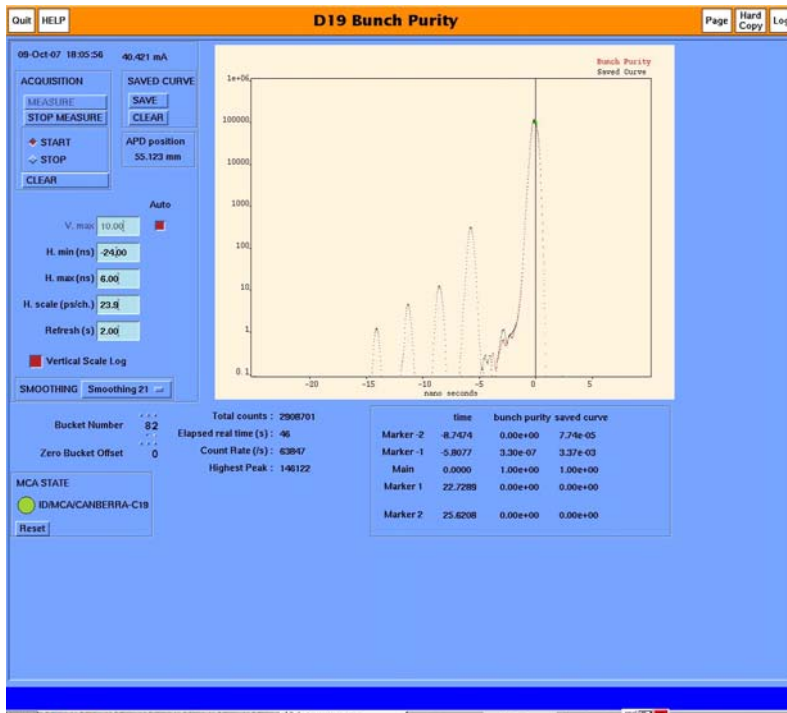 Quit HELP D19 Bunch Purity Page Hard Copy Log
09-Oct-07 18:05:56 40.421 mA
ACQUISITION
MEASURE
STOP MEASURE
START
STOP
CLEAR
SAVED CURVE
SAVE
CLEAR
APD position
55.123 mm
Auto
V. max 10.00
H. min (ns) -24.00
H. max (ns) 6.00
H. scale (ps/ch.) 23.9
Refresh (s) 2.00
Vertical Scale Log
SMOOTHING Smoothing 21
Bunch Purity
Saved Curve
1e+06
100000
10000
1000
100
10
1
0.1
-20 -15 -10 -5 0 5
nano seconds
Bucket Number 82
Zero Bucket Offset 0
Total counts : 2908701
Elapsed real time (s) : 46
Count Rate (/s) : 63847
Highest Peak : 146122
time bunch purity saved curve
Marker -2 -8.7474 0.00e+00 7.74e-05
Marker -1 -5.8077 3.30e-07 3.37e-03
Main 0.0000 1.00e+00 1.00e+00
Marker 1 22.7289 0.00e+00 0.00e+00
Marker 2 25.6208 0.00e+00 0.00e+00
MCA STATE
ID/MCA/CANBERRA-C19
Reset